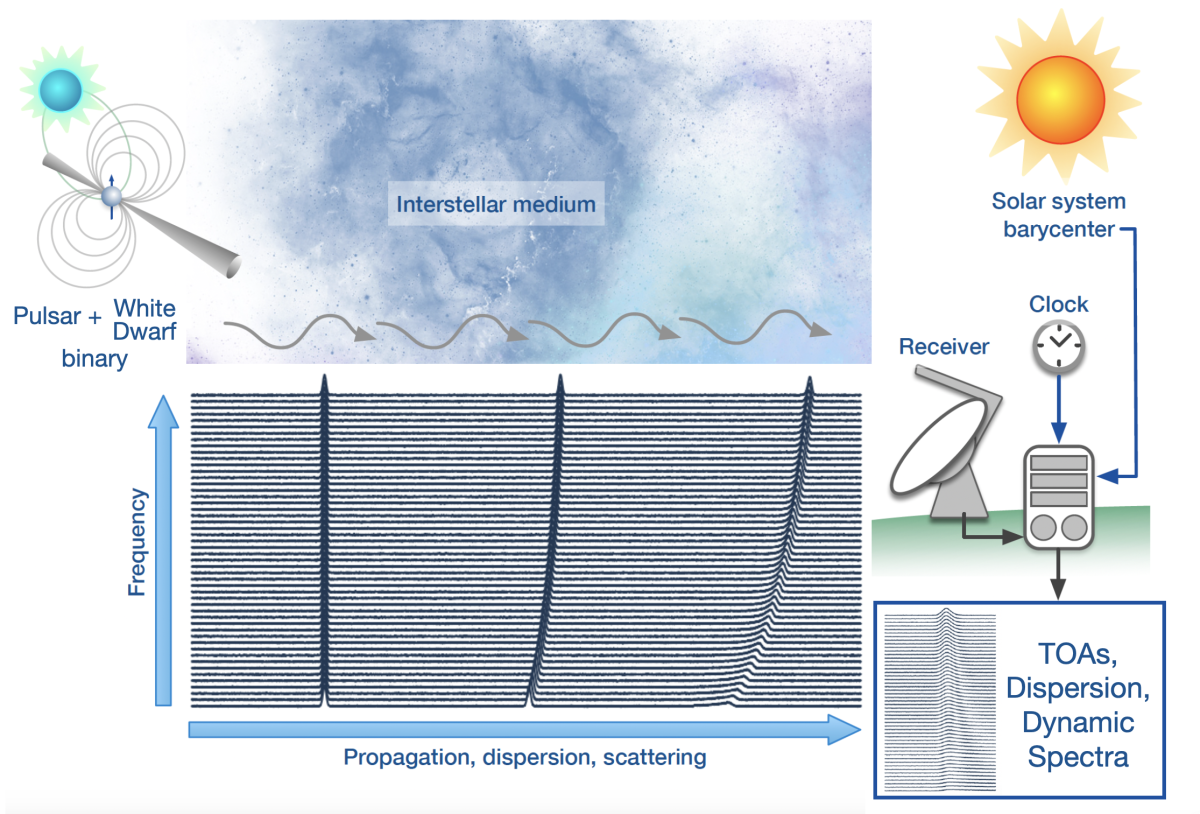 Interstellar medium
Pulsar + White
Dwarf
binary
Solar system
barycenter
Clock
Receiver
Frequency
Propagation, dispersion, scattering
TOAs,
Dispersion,
Dynamic
Spectra